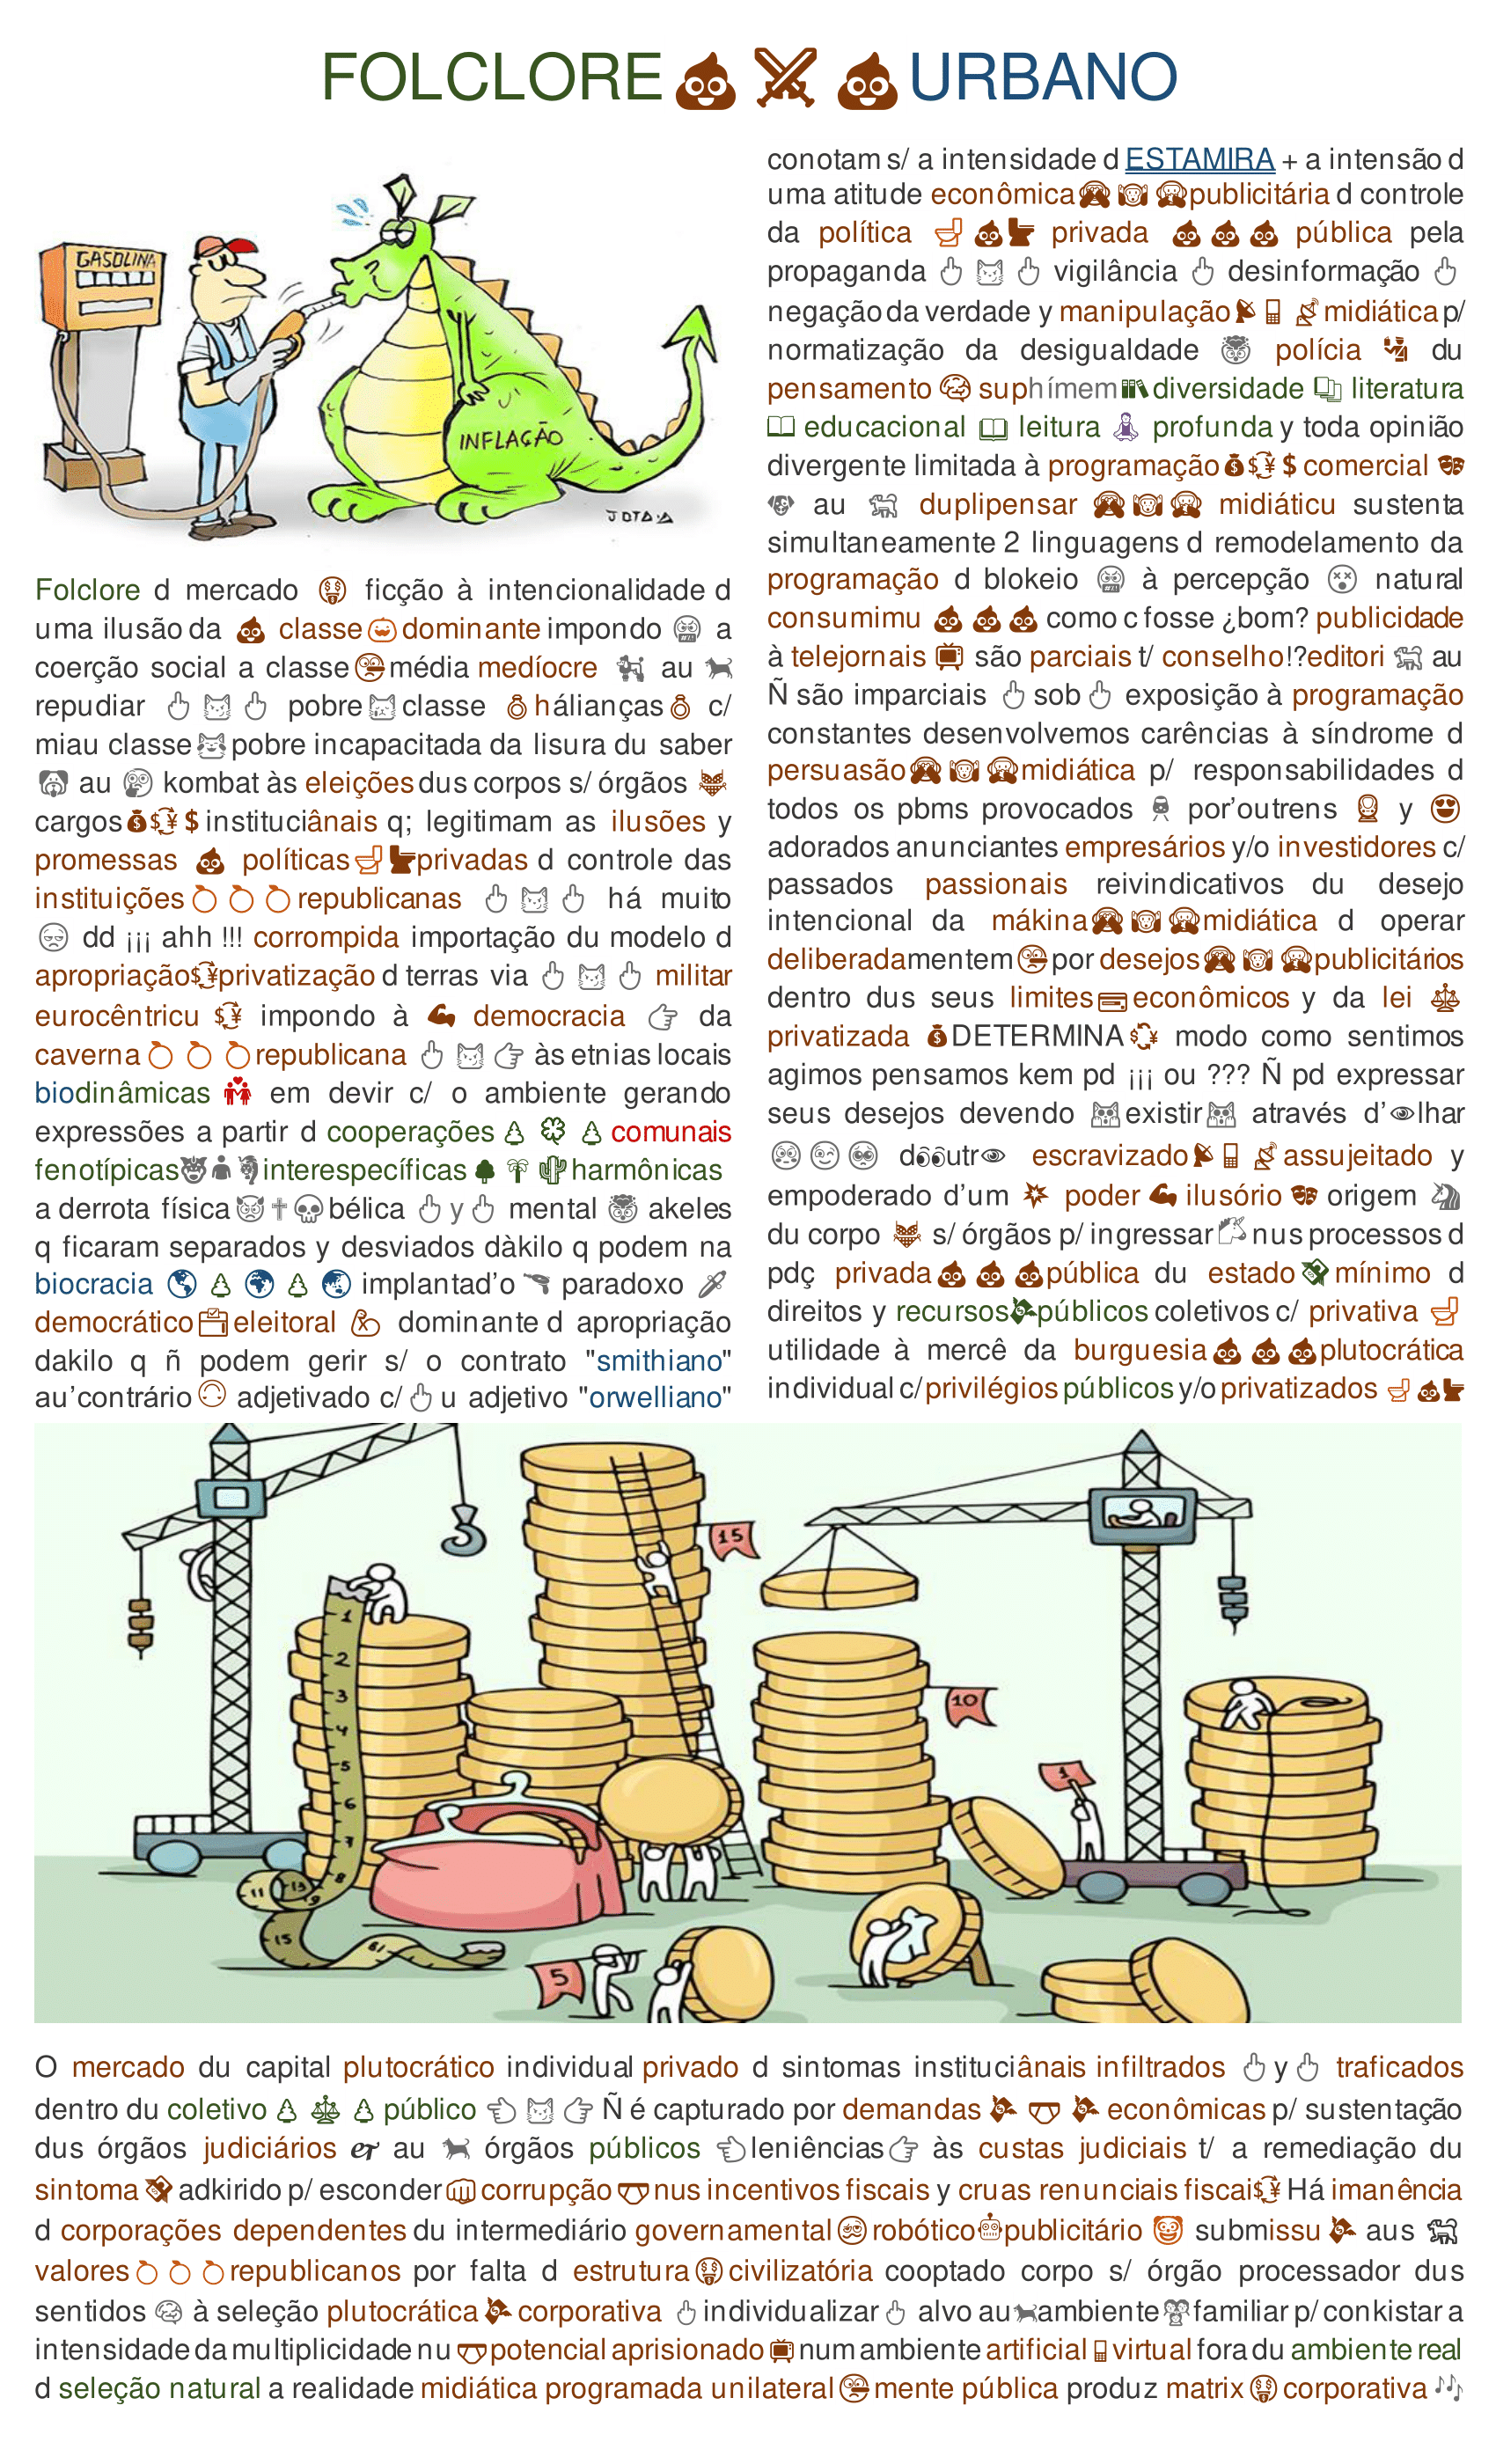 FOLCLORE💩⚔💩URBANO
GASOLINA
INFLAÇÃO
JOTA.A
Folclore d mercado 🤑 ficção à intencionalidade d
uma ilusão da 💩 classe🎃dominante impondo 🤬 a
coerção social a classe🤥média medíocre 🐩 au 🐕
repudiar 🖕 😼 🖕 pobre😿classe 💍hálianças💍 c/
miau classe😹pobre incapacitada da lisura du saber
🐶 au 🤔 kombat às eleições dus corpos s/ órgãos 👙
cargos💰💱💲instituciânais q; legitimam as ilusões y
promessas 💩 políticas🚽privadas d controle das
instituições🍊 🍊 🍊republicanas 🖕 😼 🖕 há muito
😒 dd ¡¡¡ ahh !!! corrompida importação du modelo d
apropriação💱privatização d terras via 🖕 😼 🖕 militar
eurocêntricu 💱 impondo à 💪 democracia 👉 da
caverna🍊 🍊 🍊republicana 🖕 😼 👉 às etnias locais
biodinâmicas 💑 em devir c/ o ambiente gerando
expressões a partir d cooperações🌲 🍀 🌲 comunais
fenotípicas👹👤👩interespecíficas🌳 🌴 🌵harmônicas
a derrota física👿✝💀bélica 🖕y🖕 mental 🤯 akeles
q ficaram separados y desviados dàkilo q podem na
biocracia 🌎 🌲 🌍 🌲 🌏 implantad'o 🔫 paradoxo 🗡
democrático🗳eleitoral 💪 dominante d apropriação
dakilo q ñ podem gerir s/ o contrato "smithiano"
au'contrário🙃 adjetivado c/🖕u adjetivo "orwelliano"
conotam s/ a intensidade d ESTAMIRA + a intensão d
uma atitude econômica🙈 🙉 🙊publicitária d controle
da política 🚽💩 privada 💩 💩 💩 pública pela
propaganda 🖕 😼 🖕 vigilância 🖕 desinformação 🖕
negação da verdade y manipulação📡 📱 📡midiática p/
normatização da desigualdade 🤯 polícia 👮 du
pensamento 🤔 suphímem📚diversidade 📑 literatura
📖 educacional 📖 leitura 🧘 profunda y toda opinião
divergente limitada à programação💰💱💲comercial 🎭
🤡 au 🐕 duplipensar 🙈 🙉 🙊 midiáticu sustenta
simultaneamente 2 linguagens d remodelamento da
programação d blokeio 🤬 à percepção 😵 natural
consumimu 💩 💩 💩 como c fosse ¿bom? publicidade
à telejornais 📺 são parciais t/ conselho!?editori 🐕 au
Ñ são imparciais 🖕sob🖕 exposição à programação
constantes desenvolvemos carências à síndrome d
persuasão🙈 🙉 🙊midiática p/ responsabilidades d
todos os pbms provocados 👤 por'outrens 👤 y 😍
adorados anunciantes empresários y/o investidores c/
passados passionais reivindicativos du desejo
intencional da mákina🙈 🙉 🙊midiática d operar
deliberadamentem🤥por desejos🙈 🙉 🙊publicitários
dentro dus seus limites💳econômicos y da lei ⚖
privatizada 💰DETERMINA💱 modo como sentimos
agimos pensamos kem pd ¡¡¡ ou ??? Ñ pd expressar
seus desejos devendo 🙀existir🙀 através d'👁lhar
😳 😉 🥺 d👀utr👁 escravizado📡 📱 📡assujeitado y
empoderado d'um 💥 poder 💪 ilusório 🎭 origem 🦄
du corpo 👙 s/ órgãos p/ ingressar🦄nus processos d
pdç privada💩 💩 💩pública du estado💸mínimo d
direitos y recursos💸públicos coletivos c/ privativa 🚽
utilidade à mercê da burguesia💩 💩 💩plutocrática
individual c/privilégios públicos y/o privatizados 🚽💩
15
10
1
5
1
2
3
4
5
6
7
8
9
11
13
15
O mercado du capital plutocrático individual privado d sintomas instituciânais infiltrados 🖕y🖕 traficados
dentro du coletivo 🌲 ⚖ 🌲 público 👈 😼 👉 Ñ é capturado por demandas 💸 🩲 💸 econômicas p/ sustentação
dus órgãos judiciários 🙰 au 🐕 órgãos públicos 👈leniências👉 às custas judiciais t/ a remediação du
sintoma 💸 adkirido p/ esconder👊corrupção🩲nus incentivos fiscais y cruas renunciais fiscai💱 Há imanência
d corporações dependentes du intermediário governamental🥴robótico🤖publicitário 🤡 submissu 💸 aus 🐕
valores🍊 🍊 🍊republicanos por falta d estrutura🤑civilizatória cooptado corpo s/ órgão processador dus
sentidos 🤔 à seleção plutocrática💸corporativa 🖕individualizar🖕 alvo au🐕ambiente👪familiar p/ conkistar a
intensidade da multiplicidade nu 🩲potencial aprisionado📺num ambiente artificial📱virtual fora du ambiente real
d seleção natural a realidade midiática programada unilateral🤥mente pública produz matrix🤑corporativa 🎶